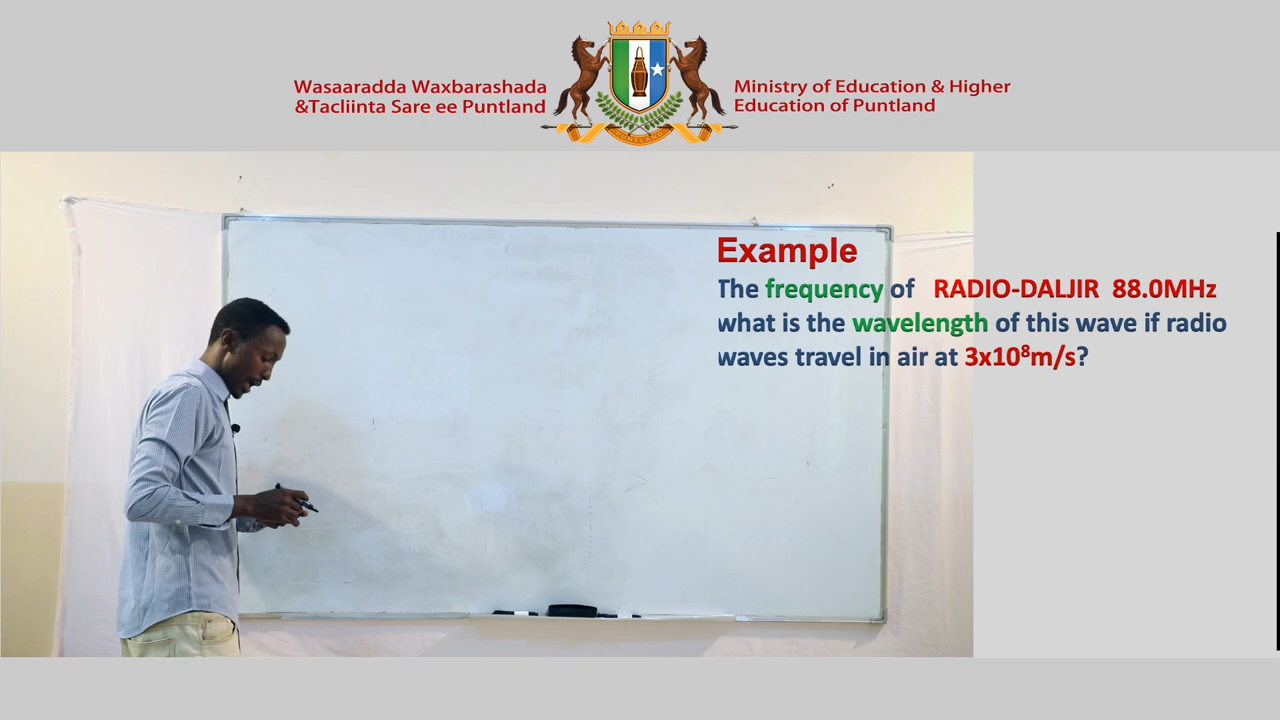 Wasaaradda Waxbarashada
&Tacliinta Sare ee Puntland
PUNTLAND
Ministry of Education & Higher
Education of Puntland
Example
The frequency of RADIO-DALJIR 88.0MHz
what is the wavelength of this wave if radio
waves travel in air at 3x10⁸m/s?